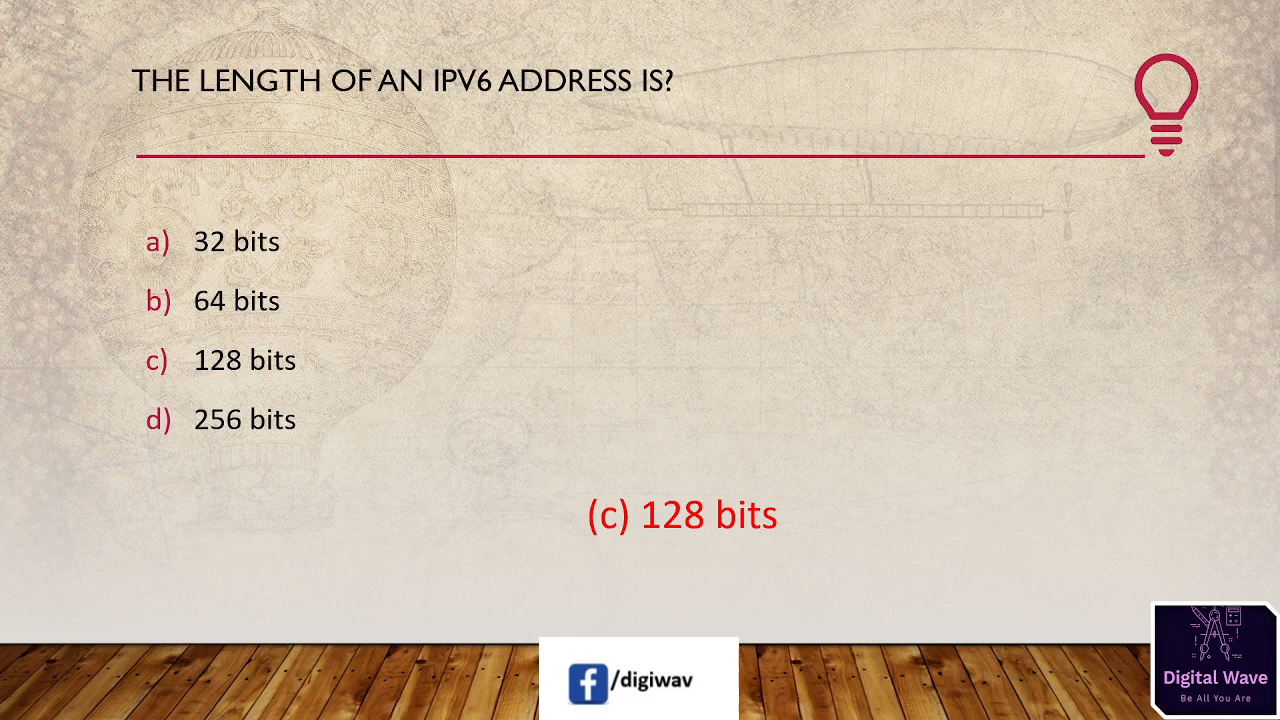 THE LENGTH OF AN IPV6 ADDRESS IS?
a) 32 bits
b) 64 bits
c) 128 bits
d) 256 bits
(c) 128 bits
f/digiwav
Digital Wave
Be All You Are